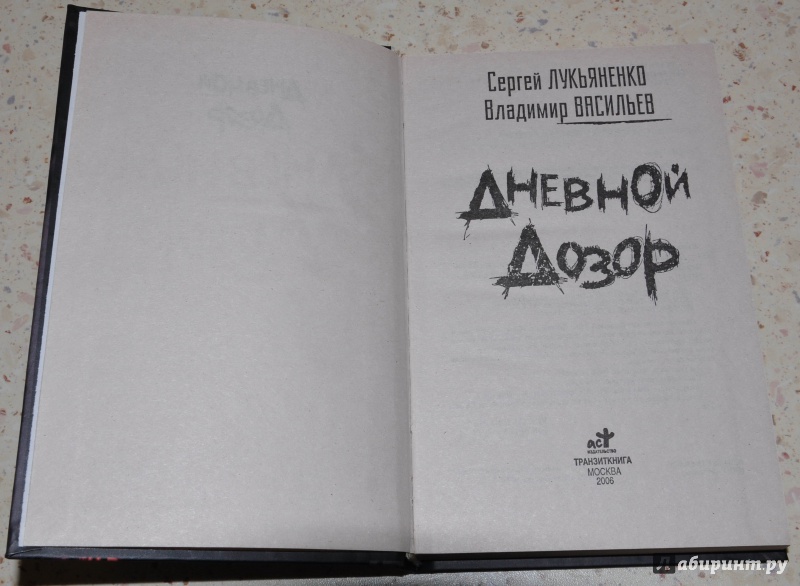 Сергей ЛУКЬЯНЕНКО
Владимир ВАСИЛЬЕВ
ДНЕВНОЙ
ДОЗОР
аст
ИЗДАТЕЛЬСТВО
ТРАНЗИТКНИГА
МОСКВА
2006
Лабиринт.ру